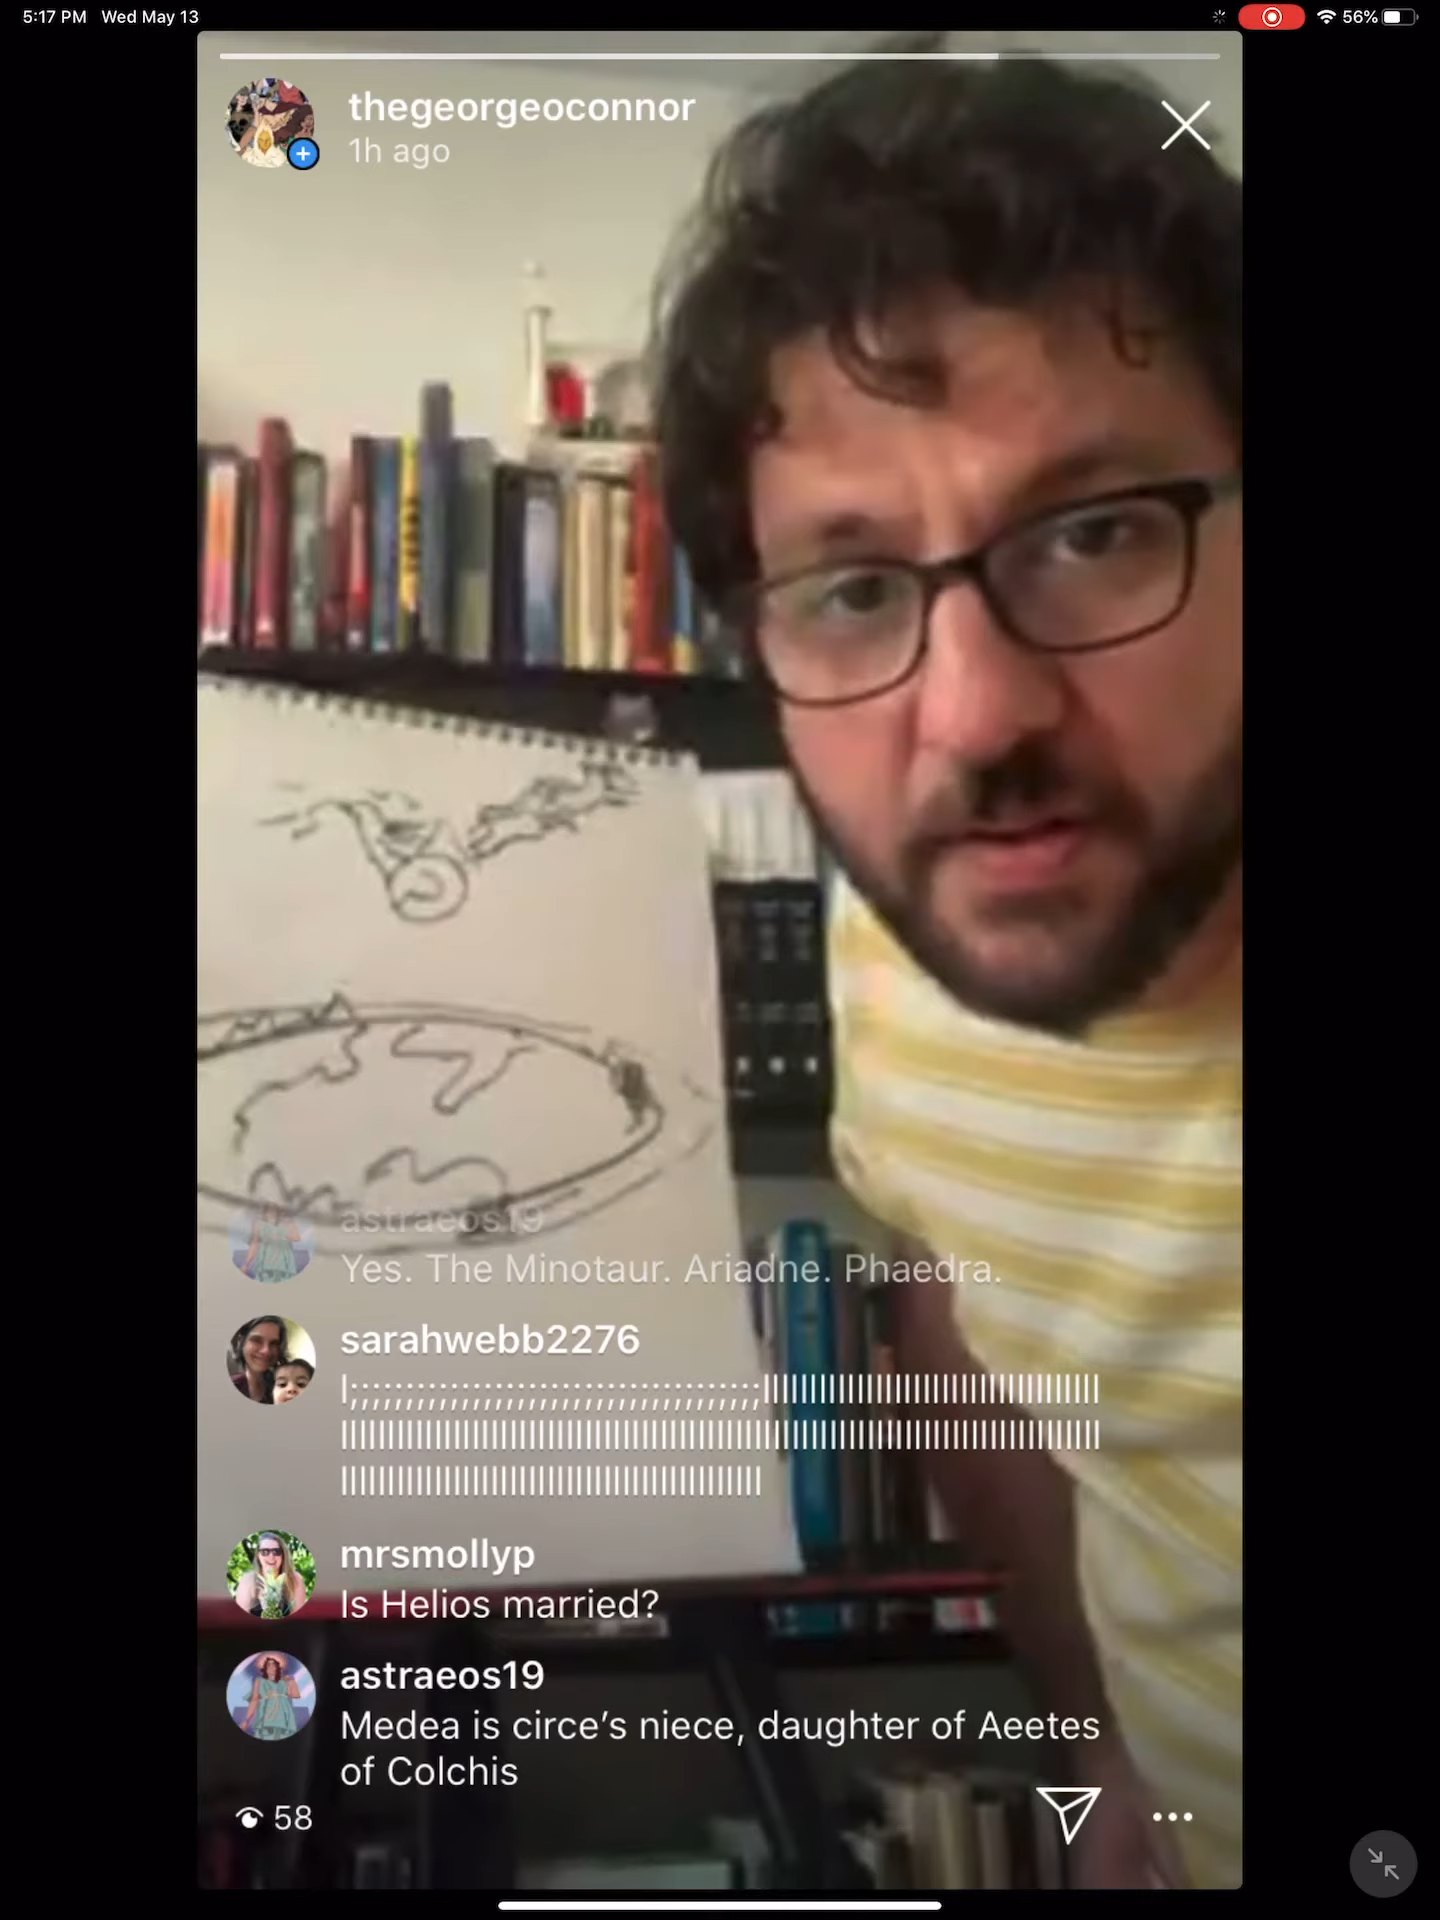 5:17 PM Wed May 13
56%
thegeorgeoconnor
1h ago
astraeos19
Yes. The Minotaur. Ariadne. Phaedra.
sarahwebb2276
mrsmollyp
Is Helios married?
astraeos19
Medea is circe’s niece, daughter of Aeetes
of Colchis
58